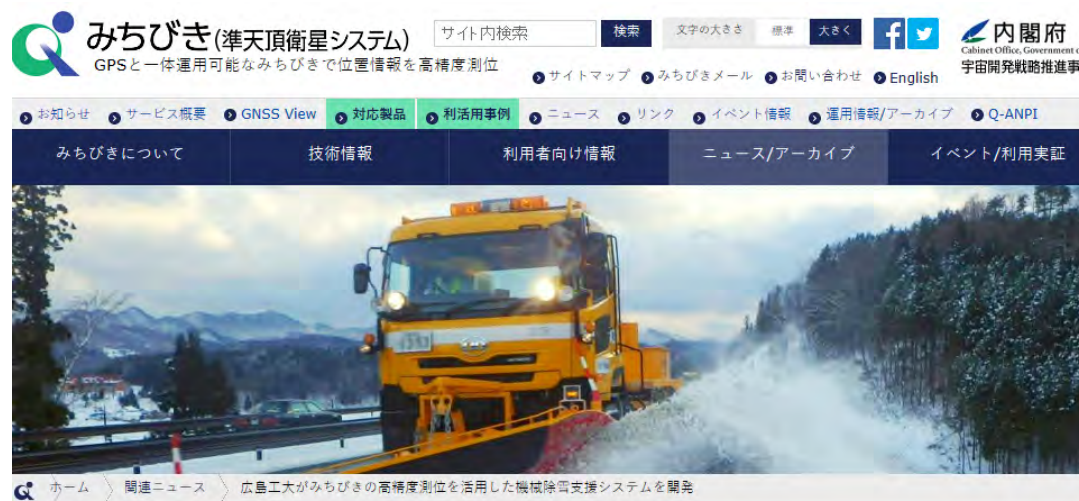 みちびき(準天頂衛星システム)
GPSと一体運用可能なみちびきで位置情報を高精度測位
サイト内検索 検索 文字の大きさ 標準 大きく
内閣府
Cabinet Office, Government o
宇宙開発戦略推進事
サイトマップ みちびきメール お問い合わせ English
お知らせ サービス概要 GNSS View 対応製品 利活用事例 ニュース リンク イベント情報 運用情報/アーカイブ Q-ANPI
みちびきについて 技術情報 利用者向け情報 ニュース/アーカイブ イベント/利用実証
ホーム 関連ニュース 広島工大がみちびきの高精度測位を活用した機械除雪支援システムを開発